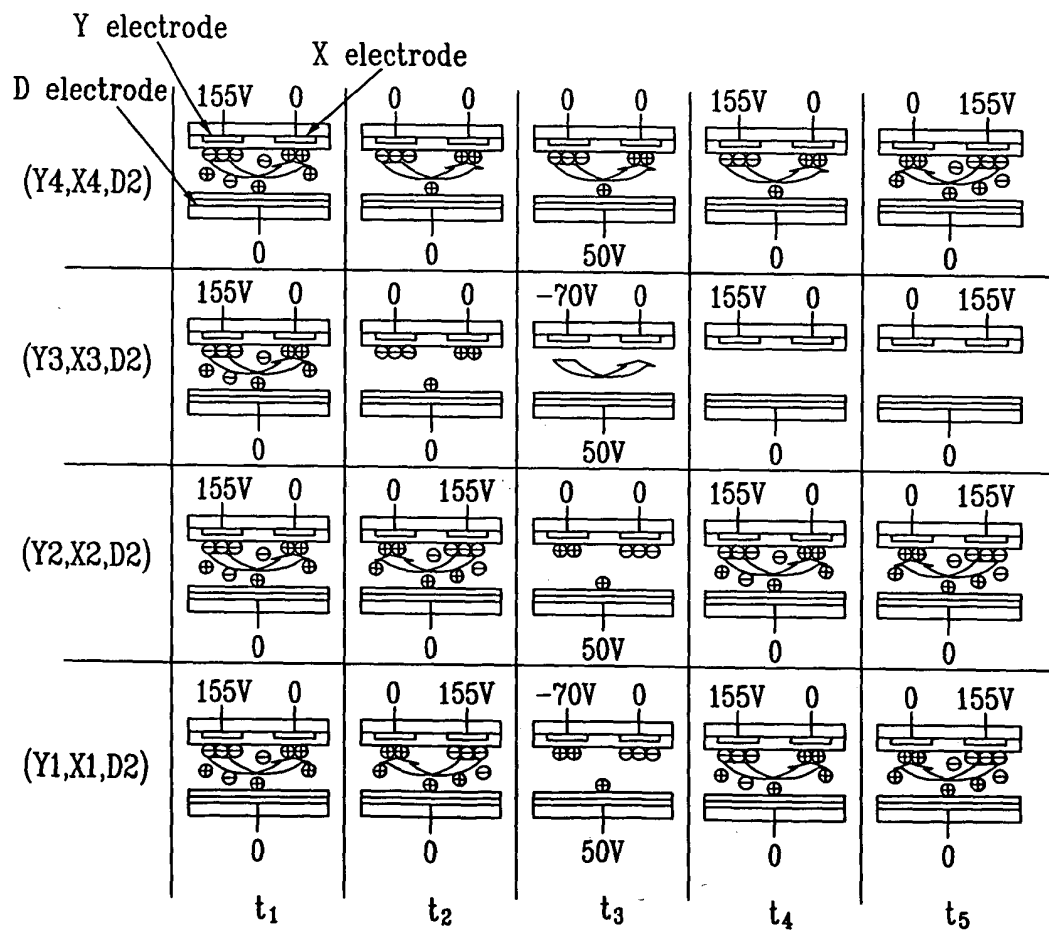 Y electrode
X electrode
D electrode
155V 0 0 0 0 0 155V 0 0 155V
(Y4,X4,D2)
⊖⊖⊖ ⊖ ⊕⊕ ⊖⊖⊖ ⊕⊕ ⊖⊖⊖ ⊕⊕ ⊖⊖⊖ ⊕⊕ ⊕⊕ ⊖ ⊖⊖⊖
⊕ ⊖ ⊕ ⊕ ⊕ ⊕ ⊕ ⊕ ⊕ ⊕ ⊖
0 0 50V 0 0
155V 0 0 0 -70V 0 155V 0 0 155V
(Y3,X3,D2)
⊖⊖⊖ ⊖ ⊕⊕ ⊖⊖⊖ ⊕⊕
⊕ ⊖ ⊕ ⊕ ⊕
0 0 50V 0 0
155V 0 0 155V 0 0 155V 0 0 155V
(Y2,X2,D2)
⊖⊖⊖ ⊖ ⊕⊕ ⊕⊕ ⊖ ⊖⊖⊖ ⊕⊕ ⊖⊖⊖ ⊖⊖⊖ ⊖ ⊕⊕ ⊕⊕ ⊖ ⊖⊖⊖
⊕ ⊖ ⊕ ⊕ ⊕ ⊕ ⊖ ⊕ ⊕ ⊖ ⊕ ⊕ ⊕ ⊕ ⊖
0 0 50V 0 0
155V 0 0 155V -70V 0 155V 0 0 155V
(Y1,X1,D2)
⊖⊖⊖ ⊖ ⊕⊕ ⊕⊕ ⊖ ⊖⊖⊖ ⊕⊕ ⊖⊖⊖ ⊖⊖⊖ ⊖ ⊕⊕ ⊕⊕ ⊖ ⊖⊖⊖
⊕ ⊖ ⊕ ⊕ ⊕ ⊕ ⊖ ⊕ ⊕ ⊖ ⊕ ⊕ ⊕ ⊕ ⊖
0 0 50V 0 0
t1 t2 t3 t4 t5